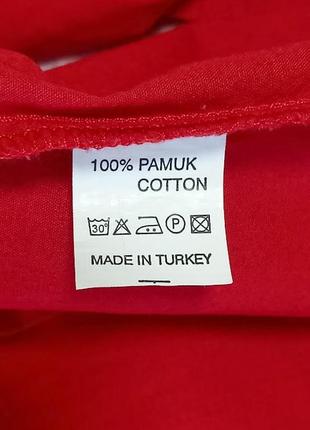 100% PAMUK
COTTON
30° P
MADE IN TURKEY